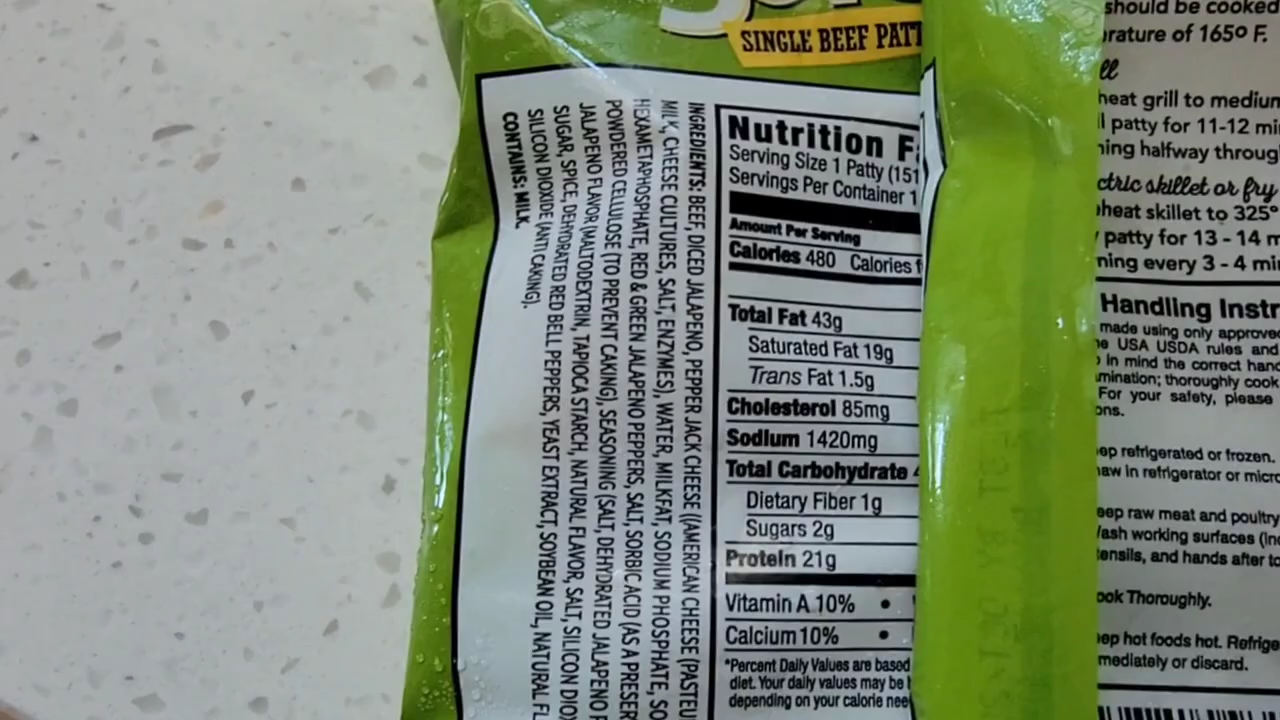 SINGLE BEEF PATT
INGREDIENTS: BEEF, DICED JALAPENO, PEPPER JACK CHEESE ((AMERICAN CHEESE (PASTEU
MILK, CHEESE CULTURES, SALT, ENZYMES), WATER, MILKFAT, SODIUM PHOSPHATE, SO
HEXAMETAPHOSPHATE, RED & GREEN JALAPENO PEPPERS, SALT, SORBIC ACID (AS A PRESER
POWDERED CELLULOSE (TO PREVENT CAKING), SEASONING (SALT, DEHYDRATED JALAPENO P
JALAPENO FLAVOR (MALTODEXTRIN, TAPIOCA STARCH, NATURAL FLAVOR, SALT, SILICON DIOX
SUGAR, SPICE, DEHYDRATED RED BELL PEPPERS, YEAST EXTRACT, SOYBEAN OIL, NATURAL FL
SILICON DIOXIDE (ANTI CAKING).
CONTAINS: MILK.
Nutrition F
Serving Size 1 Patty (151
Servings Per Container 1
Amount Per Serving
Calories 480 Calories f
Total Fat 43g
Saturated Fat 19g
Trans Fat 1.5g
Cholesterol 85mg
Sodium 1420mg
Total Carbohydrate
Dietary Fiber 1g
Sugars 2g
Protein 21g
Vitamin A 10% •
Calcium 10% •
*Percent Daily Values are based
diet. Your daily values may be
depending on your calorie nee
should be cooked
rature of 165º F.
ll
heat grill to medium
patty for 11-12 mi
ning halfway throug
ctric skillet or fry
heat skillet to 325°
patty for 13 - 14 m
ning every 3 - 4 mi
Handling Instr
made using only approve
e USA USDA rules and
in mind the correct hand
mination; thoroughly cook
For your safety, please
ons.
ep refrigerated or frozen.
aw in refrigerator or micro
eep raw meat and poultry
ash working surfaces (inc
ensils, and hands after to
ook Thoroughly.
ep hot foods hot. Refrige
mediately or discard.